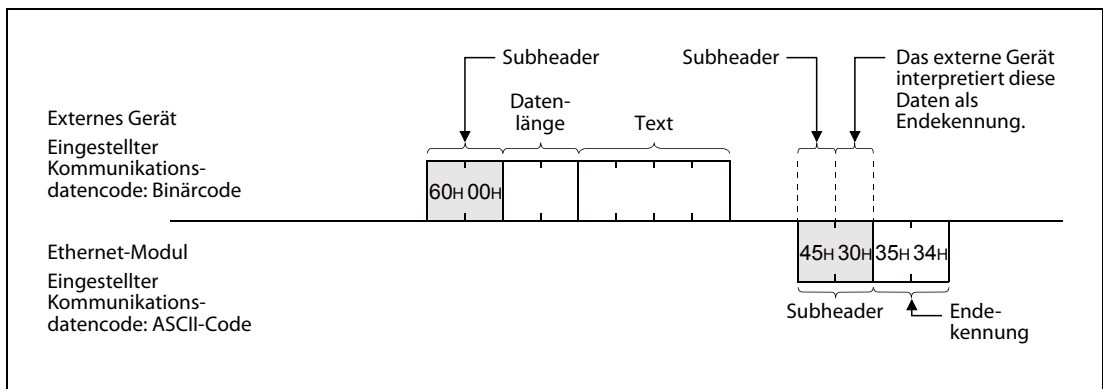 Subheader
Subheader
Das externe Gerät
interpretiert diese
Daten als
Endekennung.
Daten-
länge
Text
Externes Gerät
Eingestellter
Kommunikations-
datencode: Binärcode
60H 00H
Ethernet-Modul
Eingestellter
Kommunikations-
datencode: ASCII-Code
45H 30H 35H 34H
Subheader
Ende-
kennung